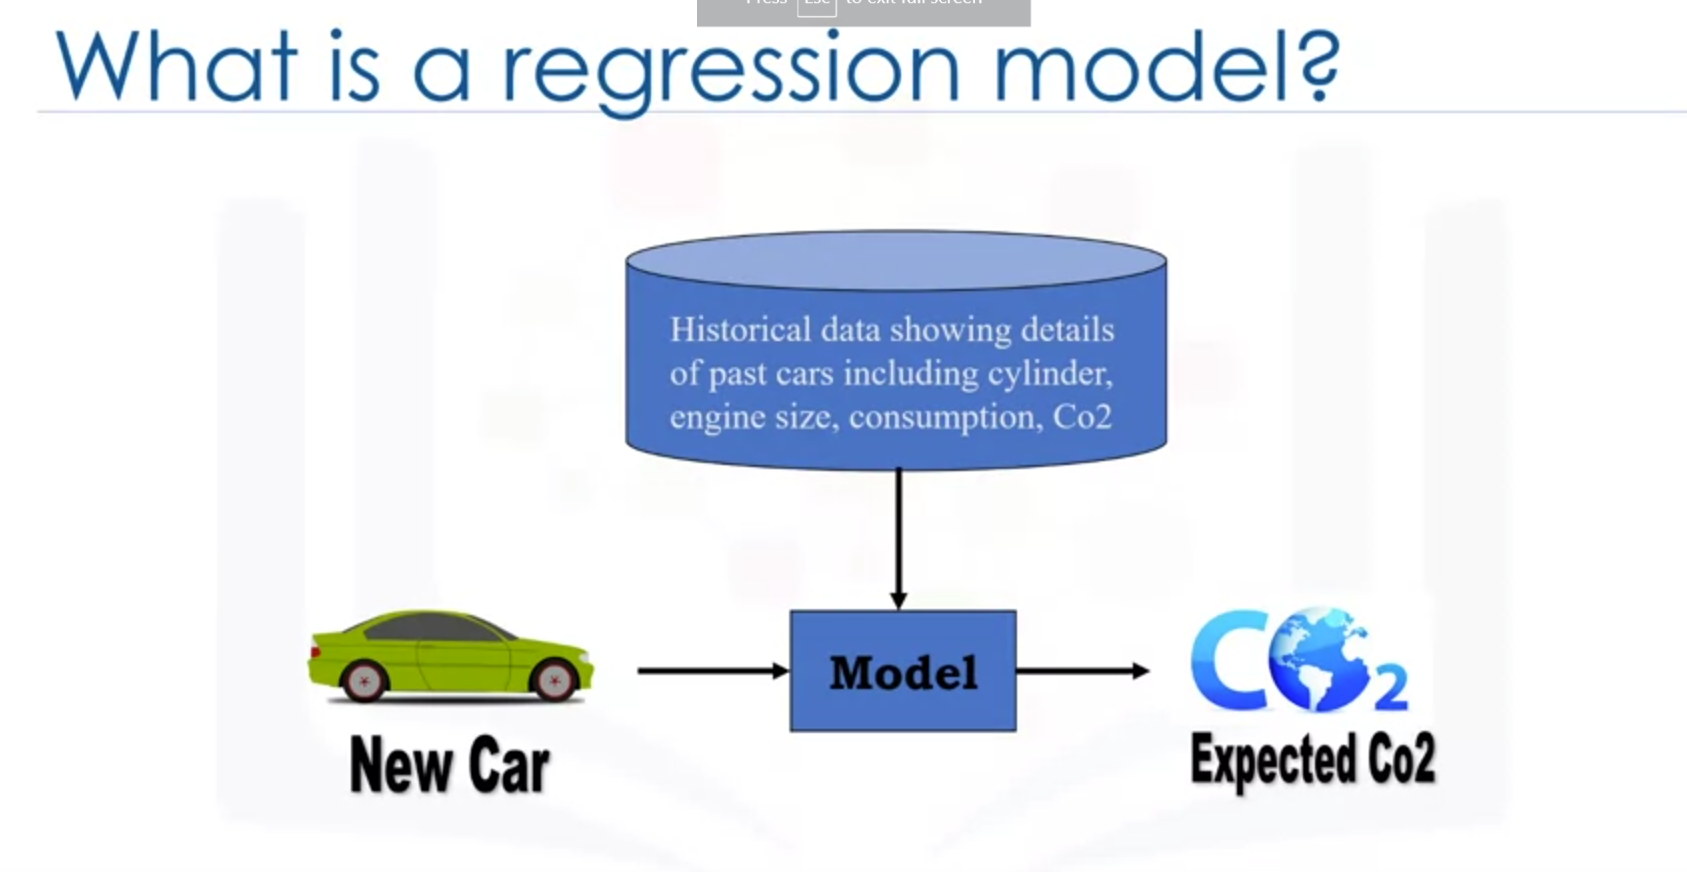 Press Esc to exit full screen
What is a regression model?
Historical data showing details
of past cars including cylinder,
engine size, consumption, Co2
Model
CO2
New Car
Expected Co2